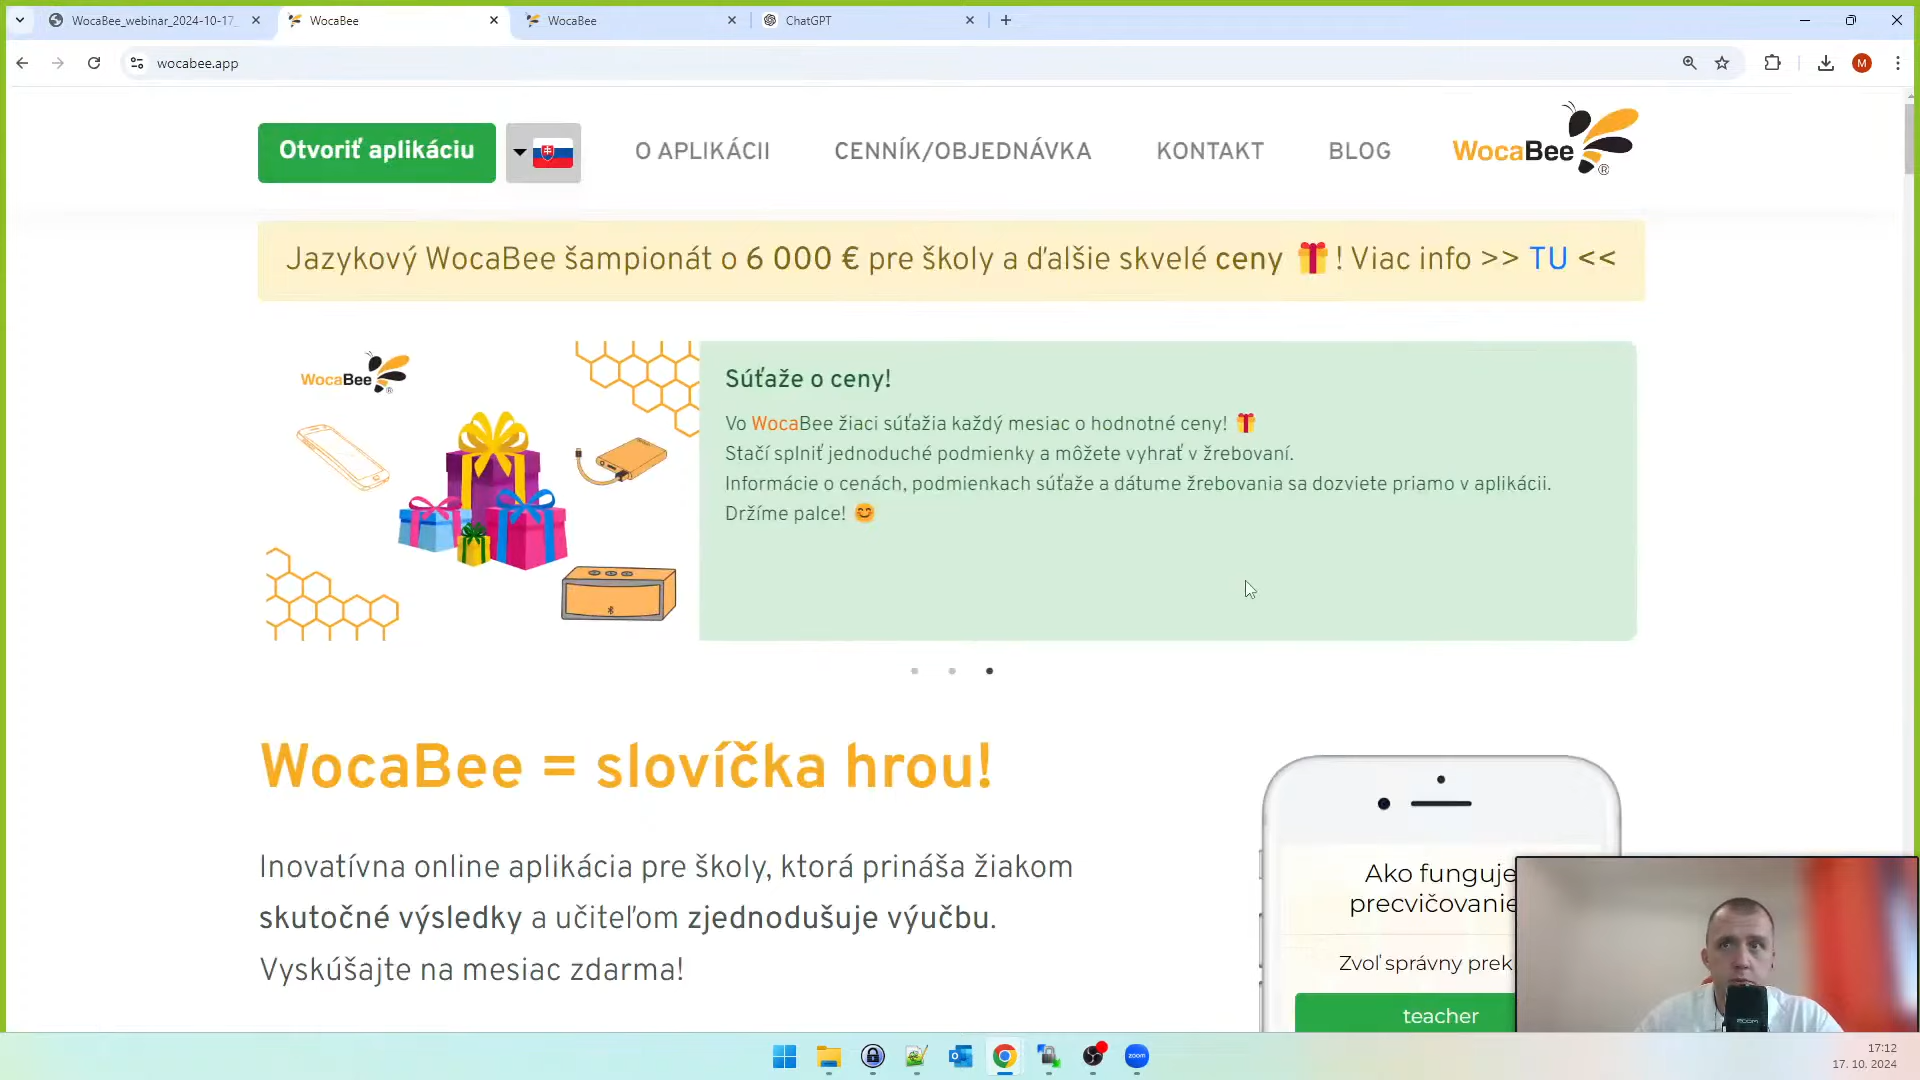 WocaBee_webinar_2024-10-17_
WocaBee
WocaBee
ChatGPT
wocabee.app
Otvoriť aplikáciu
O APLIKÁCII
CENNÍK/OBJEDNÁVKA
KONTAKT
BLOG
WocaBee ®
Jazykový WocaBee šampionát o 6 000 € pre školy a ďalšie skvelé ceny 🎁! Viac info >> TU <<
WocaBee ®
Súťaže o ceny!
Vo WocaBee žiaci súťažia každý mesiac o hodnotné ceny! 🎁
Stačí splniť jednoduché podmienky a môžete vyhrať v žrebovaní.
Informácie o cenách, podmienkach súťaže a dátume žrebovania sa dozviete priamo v aplikácii.
Držíme palce! 😊
WocaBee = slovíčka hrou!
Inovatívna online aplikácia pre školy, ktorá prináša žiakom
skutočné výsledky a učiteľom zjednodušuje výučbu.
Vyskúšajte na mesiac zdarma!
Ako funguje
precvičovanie
Zvoľ správny prek
teacher
zoom
M
zoom
17:12
17. 10. 2024